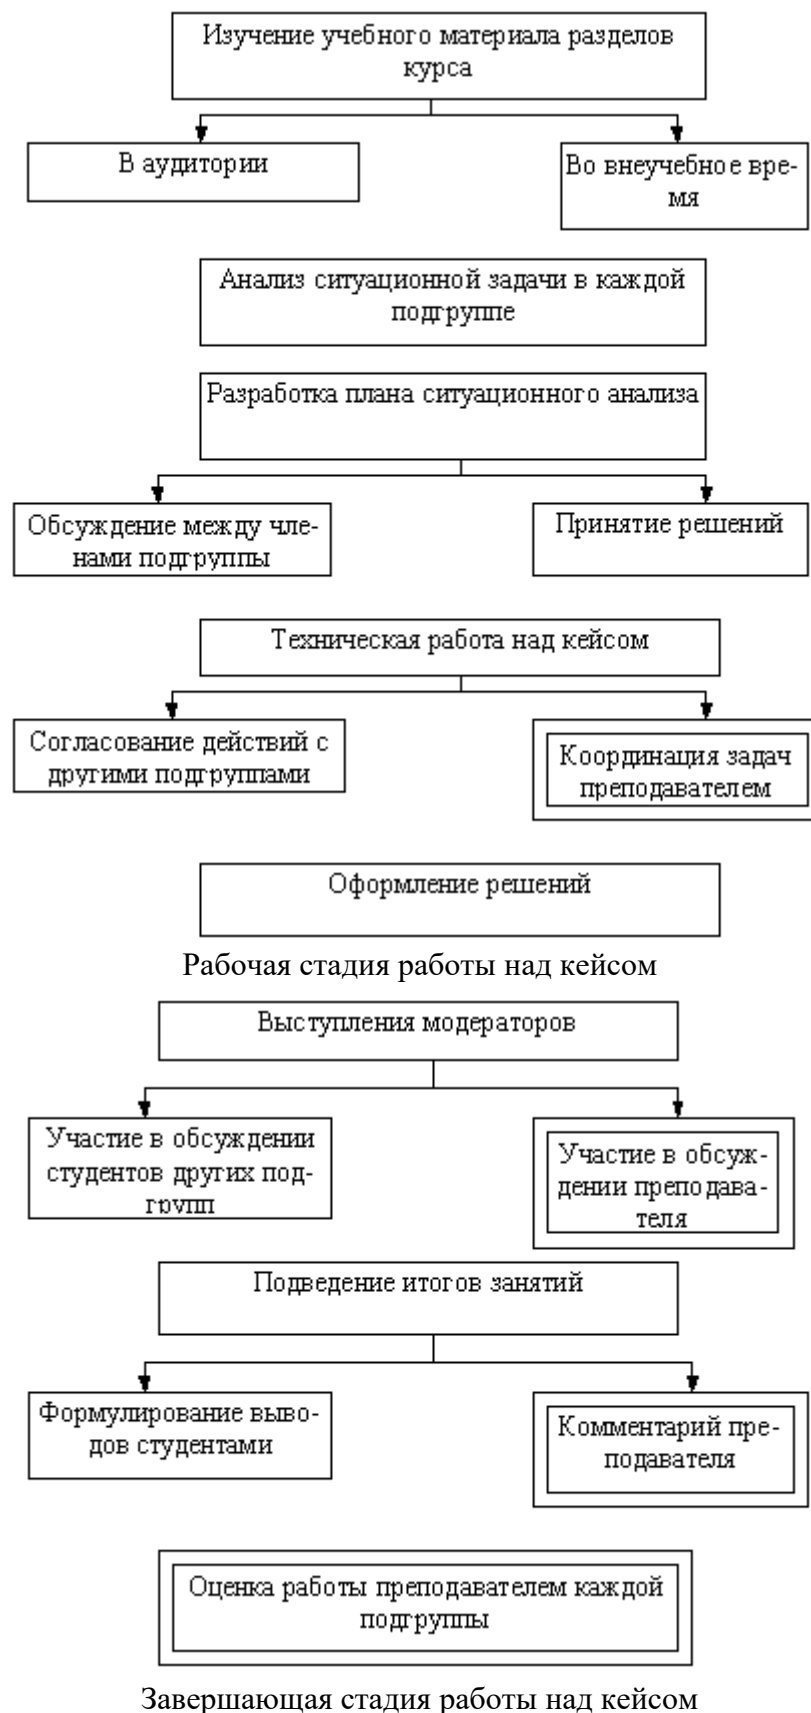 Изучение учебного материала разделов
курса
В аудитории
Во внеучебное вре-
мя
Анализ ситуационной задачи в каждой
подгруппе
Разработка плана ситуационного анализа
Обсуждение между чле-
нами подгруппы
Принятие решений
Техническая работа над кейсом
Согласование действий с
другими подгруппами
Координация задач
преподавателем
Оформление решений
Рабочая стадия работы над кейсом
Выступления модераторов
Участие в обсуждении
студентов других под-
групп
Участие в обсуж-
дении преподава-
теля
Подведение итогов занятий
Формулирование выво-
дов студентами
Комментарий пре-
подавателя
Оценка работы преподавателем каждой
подгруппы
Завершающая стадия работы над кейсом